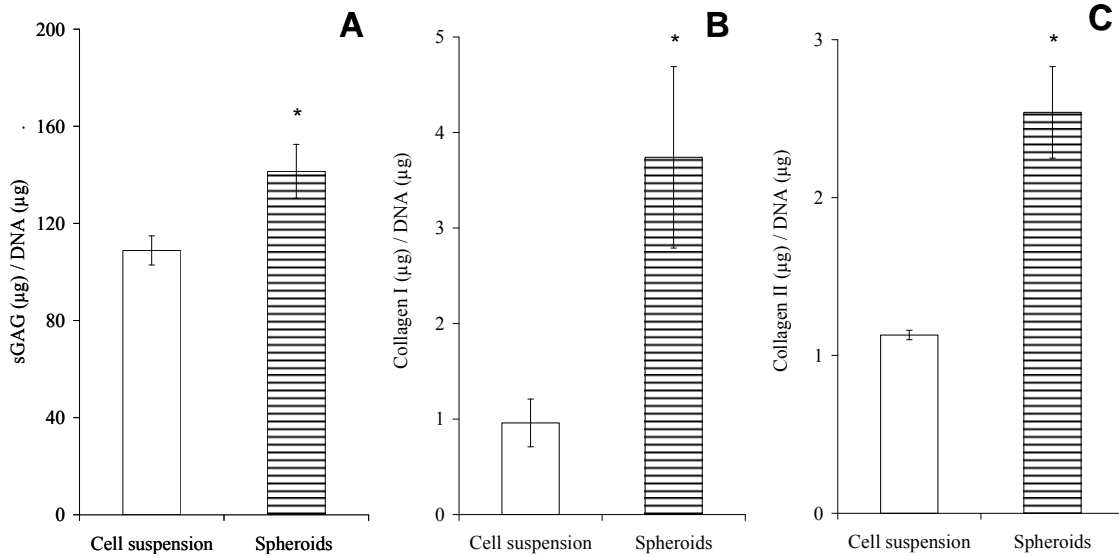 A
sGAG (µg) / DNA (µg)
200
160
120
80
40
0
*
Cell suspension
Spheroids
B
Collagen I (µg) / DNA (µg)
5
4
3
2
1
0
*
Cell suspension
Spheroids
C
Collagen II (µg) / DNA (µg)
3
2
1
0
*
Cell suspension
Spheroids